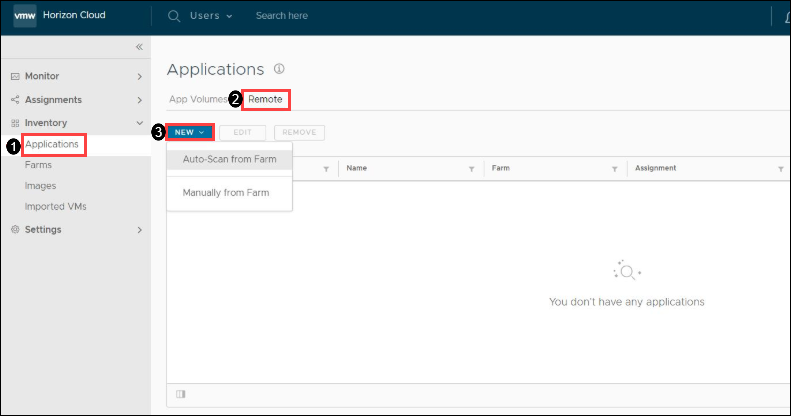 vmw Horizon Cloud Users Search here
«
Monitor
Assignments
Inventory
1 Applications
Farms
Images
Imported VMs
Settings
Applications
App Volumes 2 Remote
3 NEW EDIT REMOVE
Auto-Scan from Farm
Manually from Farm
Name Farm Assignment
You don't have any applications